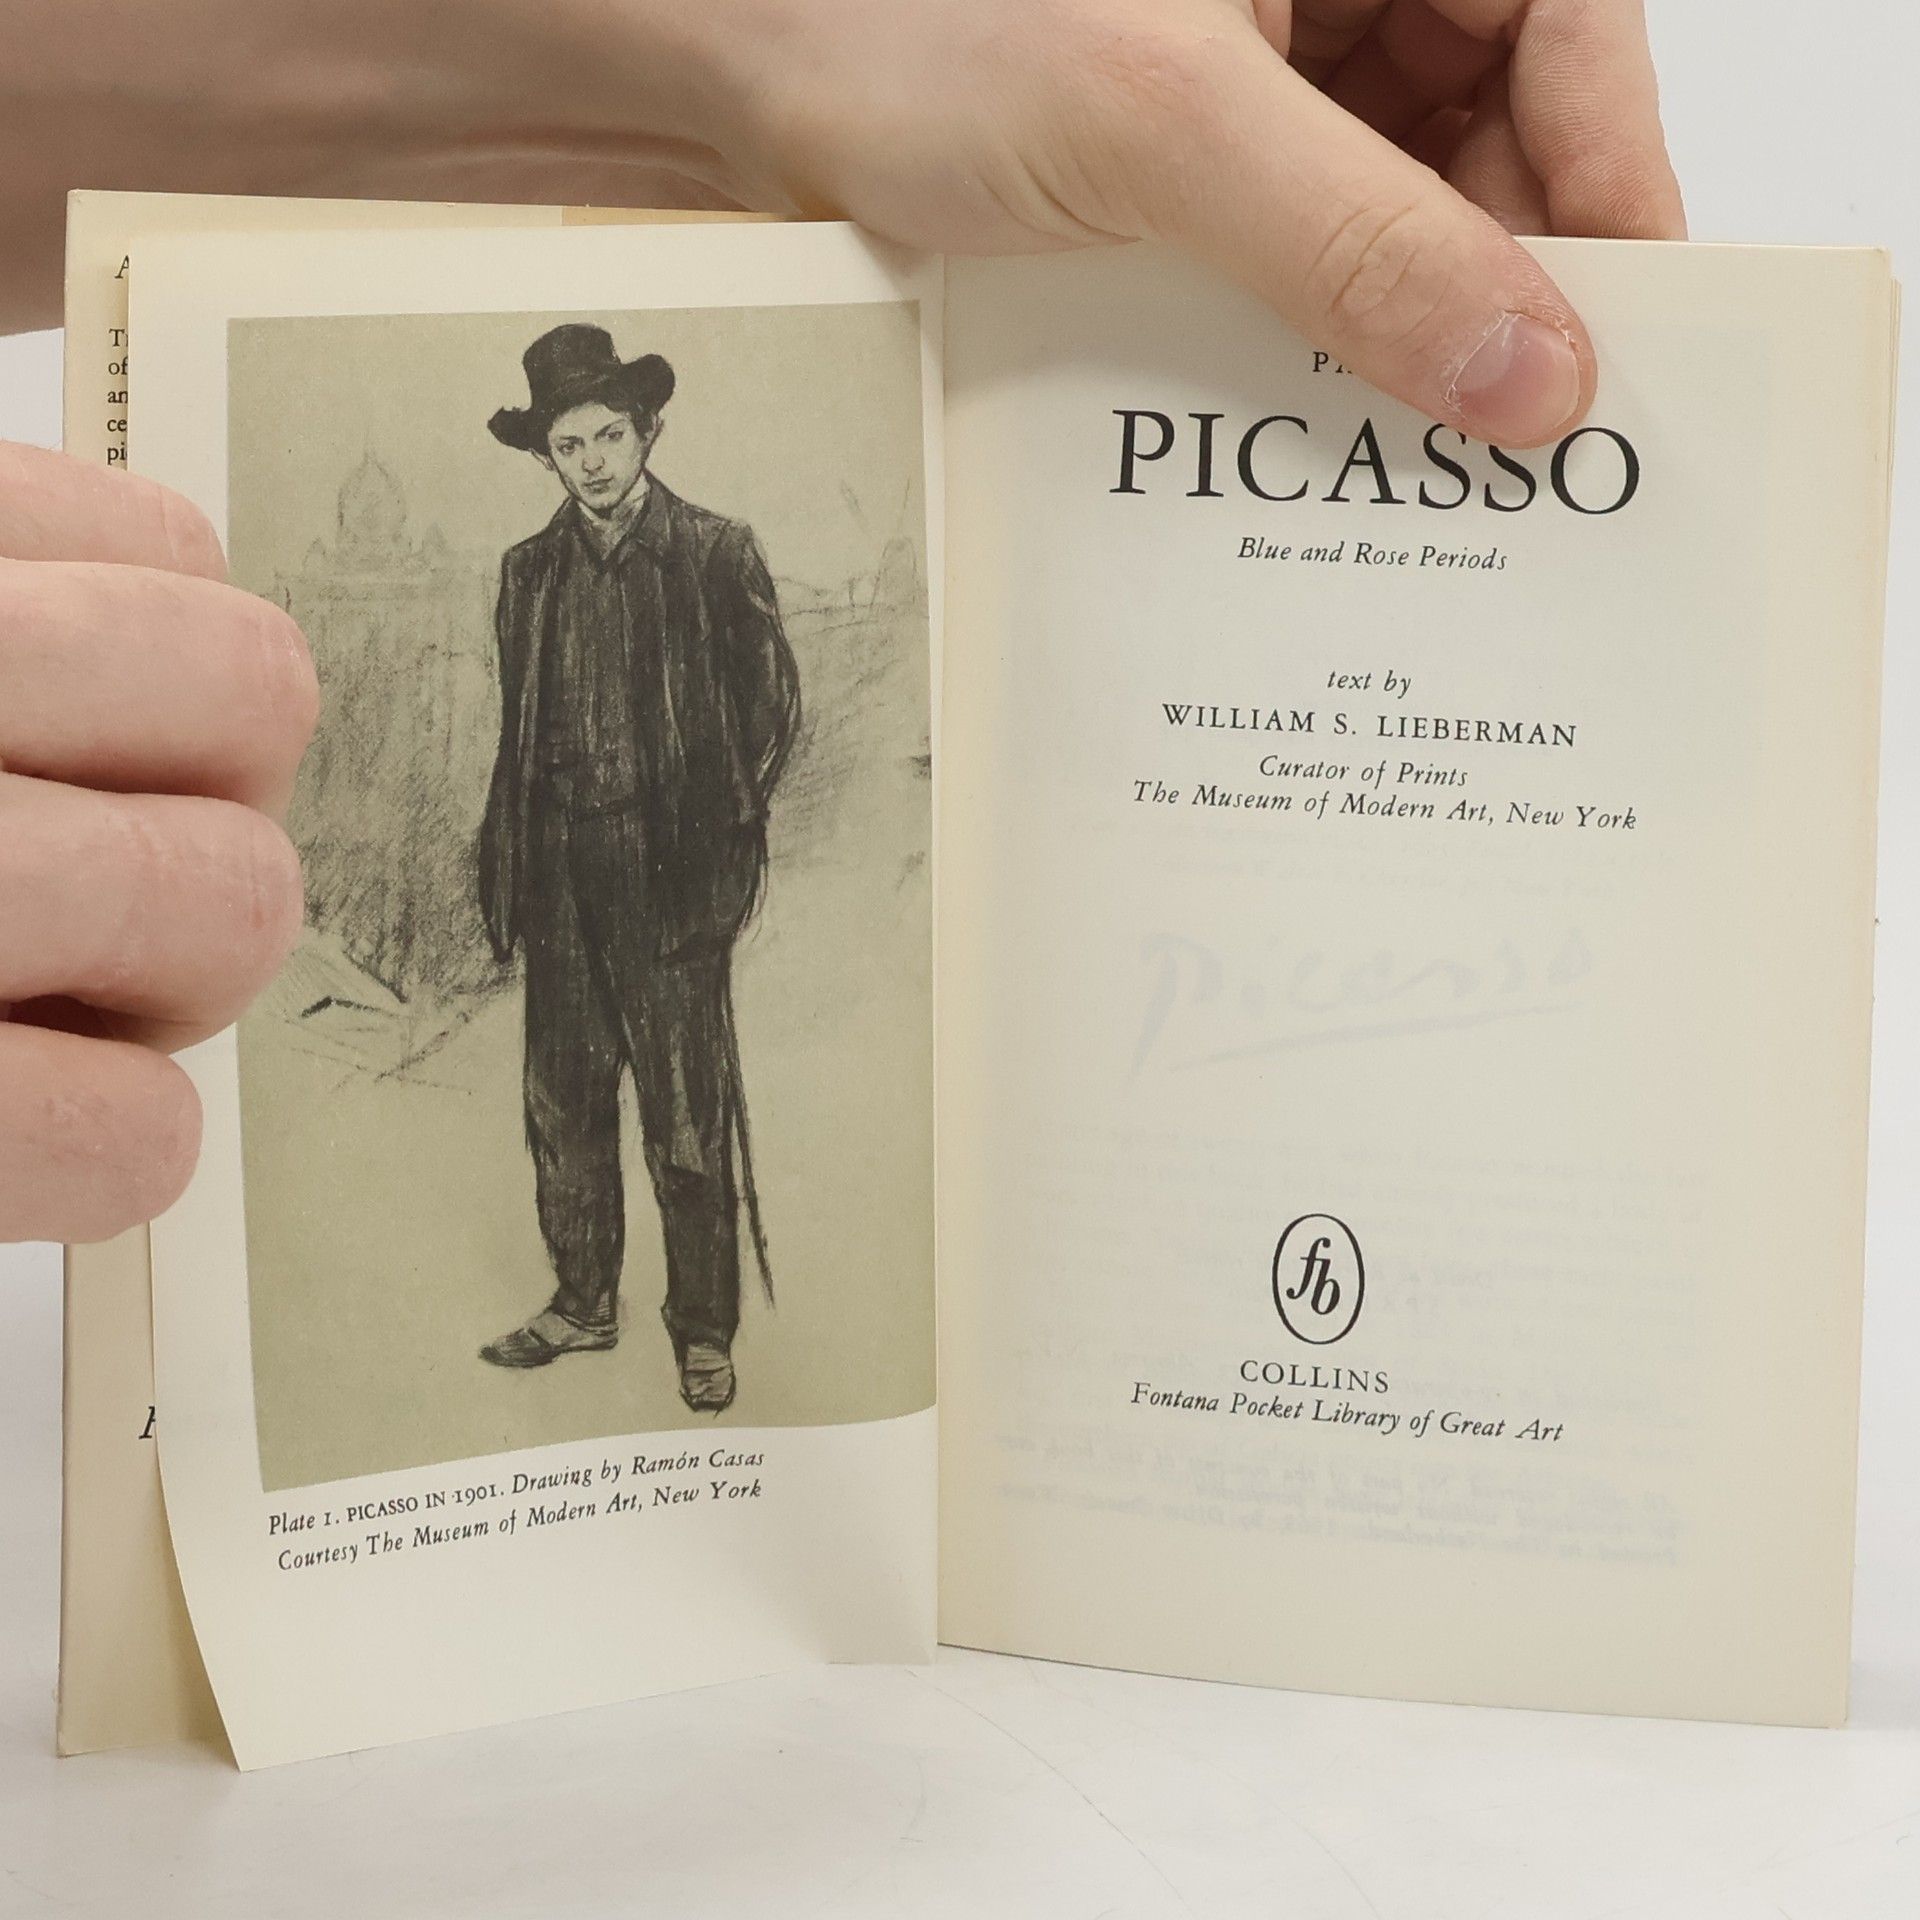 Plate 1. PICASSO IN 1901. Drawing by Ramón Casas
Courtesy The Museum of Modern Art, New York
PICASSO
Blue and Rose Periods
text by
WILLIAM S. LIEBERMAN
Curator of Prints
The Museum of Modern Art, New York
Picasso
fb
COLLINS
Fontana Pocket Library of Great Art